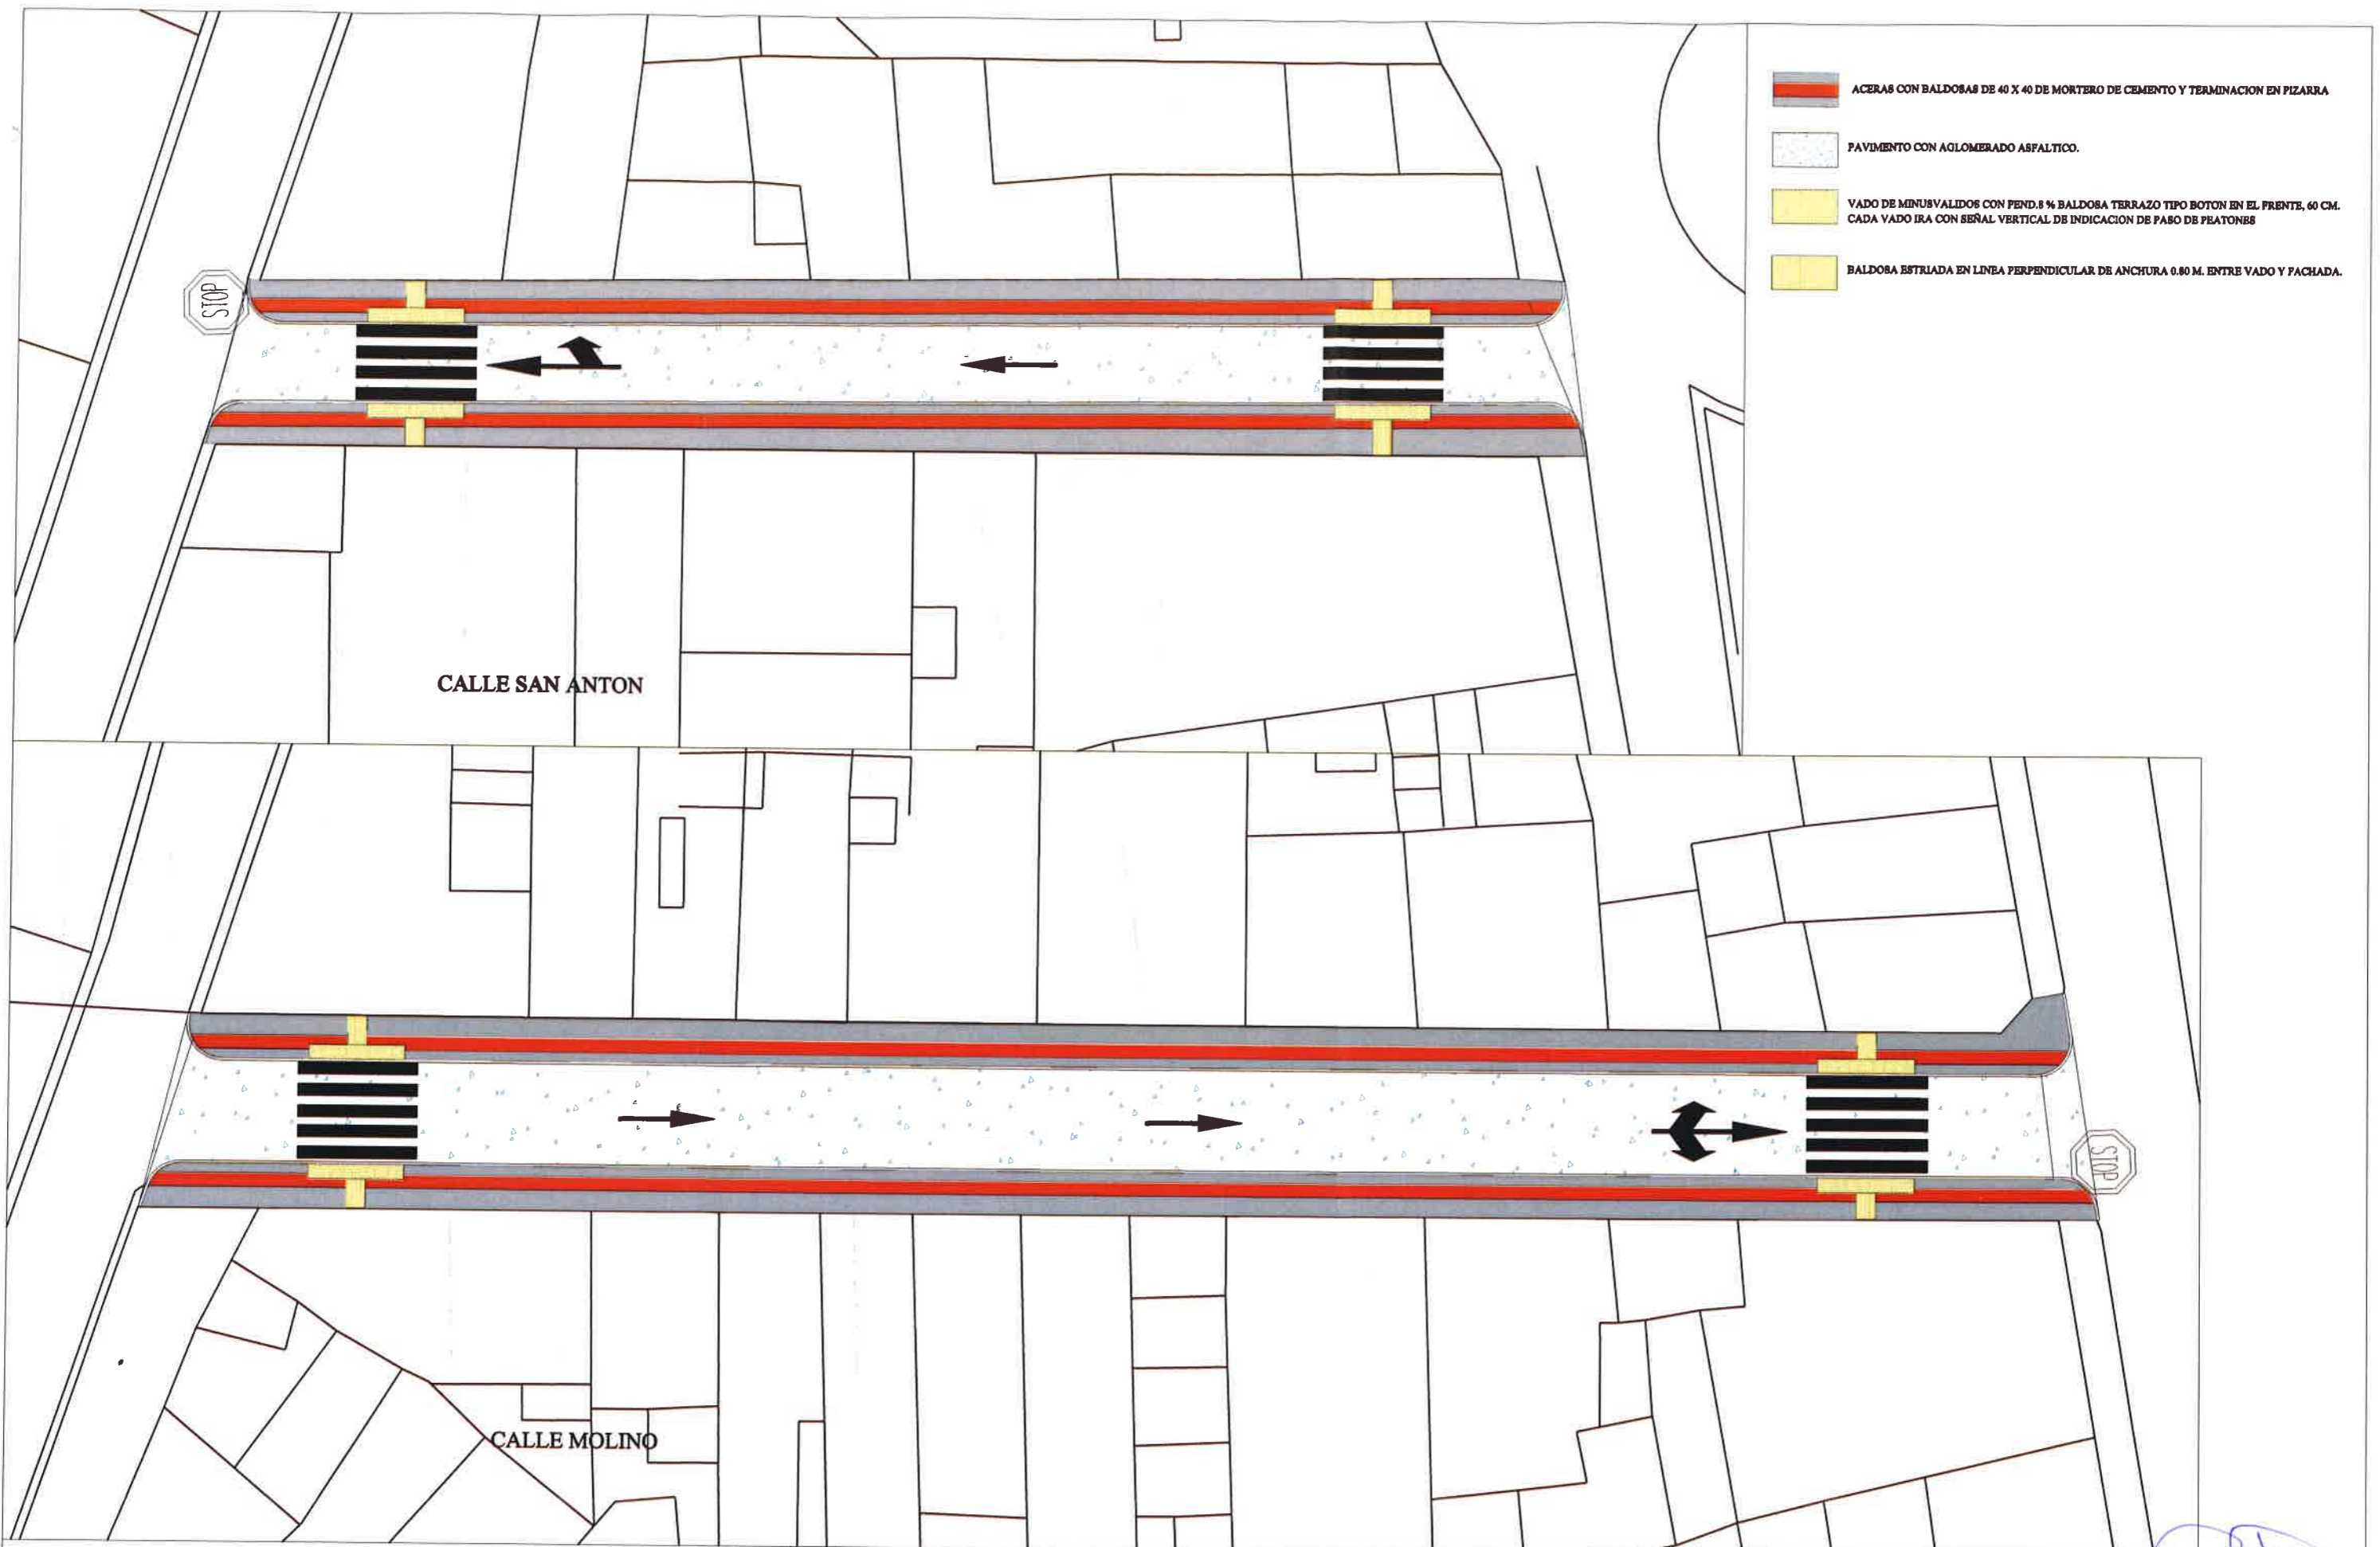 ACERAS CON BALDOSAS DE 40 X 40 DE MORTERO DE CEMENTO Y TERMINACION EN PIZARRA
PAVIMENTO CON AGLOMERADO ASFALTICO.
VADO DE MINUSVALIDOS CON PEND.8 % BALDOSA TERRAZO TIPO BOTON EN EL FRENTE, 60 CM.
CADA VADO IRA CON SEÑAL VERTICAL DE INDICACION DE PASO DE PEATONES
BALDOSA ESTRIADA EN LINEA PERPENDICULAR DE ANCHURA 0.80 M. ENTRE VADO Y FACHADA.
STOP
CALLE SAN ANTON
STOP
CALLE MOLINO